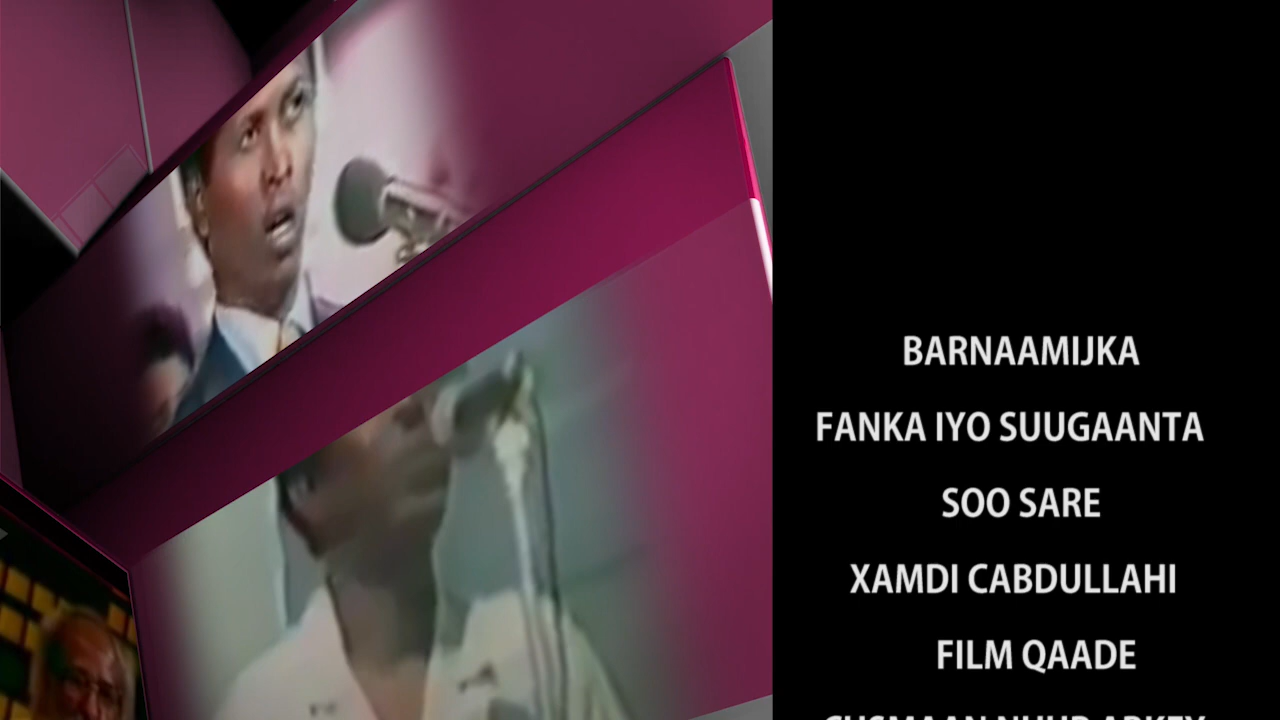 BARNAAMIJKA
FANKA IYO SUUGAANTA
SOO SARE
XAMDI CABDULLAHI
FILM QAADE